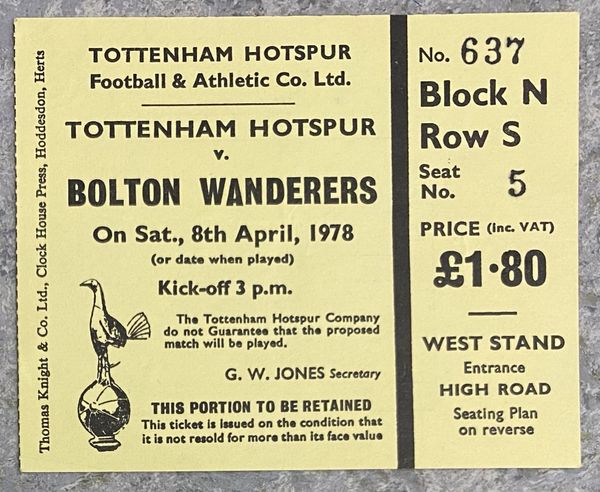 Thomas Knight & Co. Ltd., Clock House Press, Hoddesdon, Herts
TOTTENHAM HOTSPUR
Football & Athletic Co. Ltd.
TOTTENHAM HOTSPUR
v.
BOLTON WANDERERS
On Sat., 8th April, 1978
(or date when played)
Kick-off 3 p.m.
The Tottenham Hotspur Company
do not Guarantee that the proposed
match will be played.
G. W. JONES Secretary
THIS PORTION TO BE RETAINED
This ticket is issued on the condition that
it is not resold for more than its face value
No. 637
Block N
Row S
Seat
No. 5
PRICE (Inc. VAT)
£1·80
WEST STAND
Entrance
HIGH ROAD
Seating Plan
on reverse